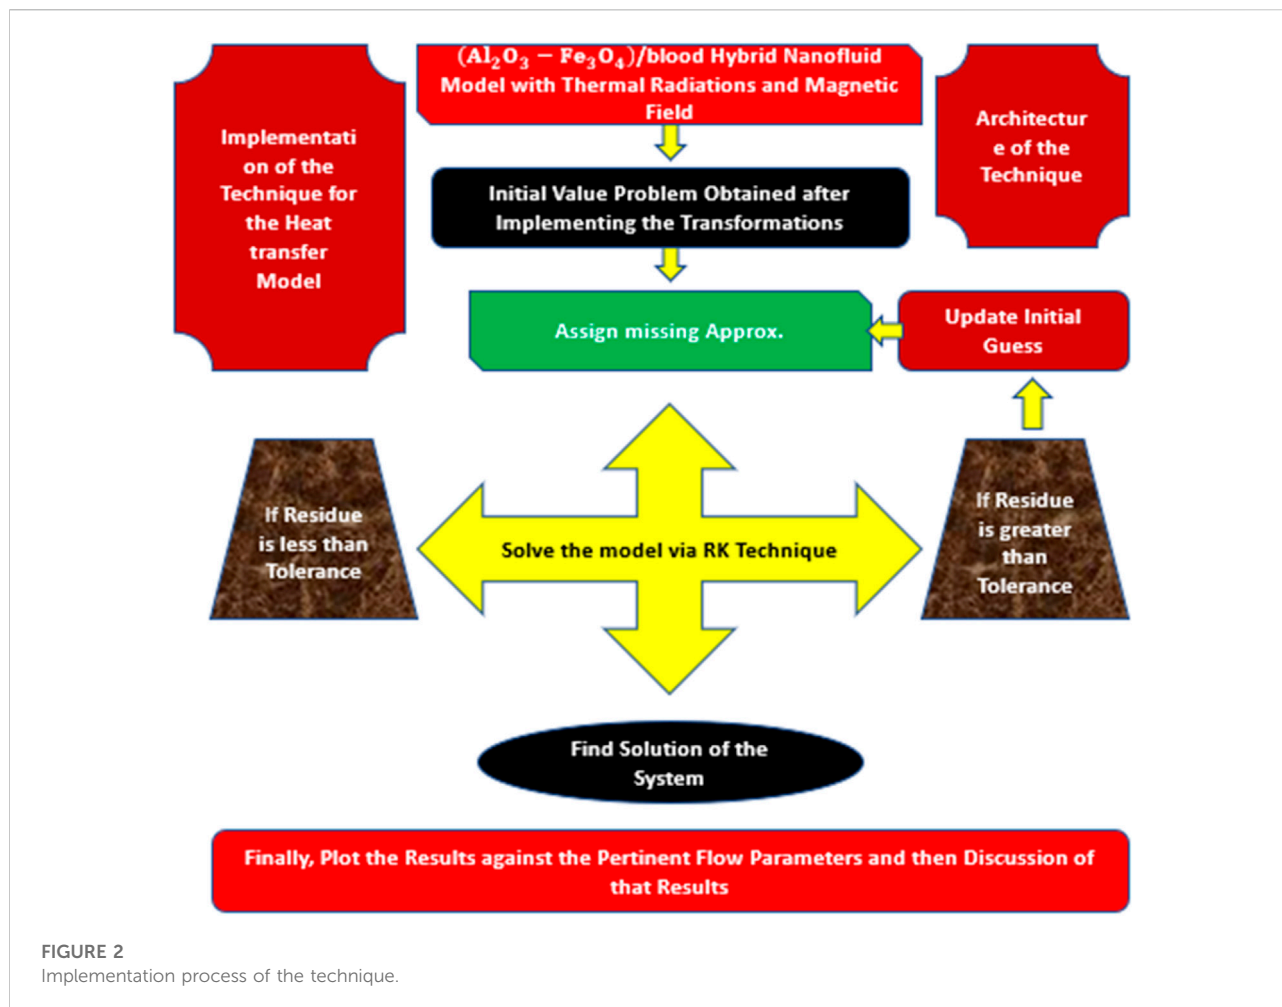 Implementati
on of the
Technique for
the Heat
transfer
Model
(Al₂O₃ − Fe₃O₄)/blood Hybrid Nanofluid
Model with Thermal Radiations and Magnetic
Field
Architectur
e of the
Technique
Initial Value Problem Obtained after
Implementing the Transformations
Assign missing Approx.
Update Initial
Guess
If Residue
is less than
Tolerance
Solve the model via RK Technique
If Residue
is greater
than
Tolerance
Find Solution of the
System
Finally, Plot the Results against the Pertinent Flow Parameters and then Discussion of
that Results
FIGURE 2
Implementation process of the technique.